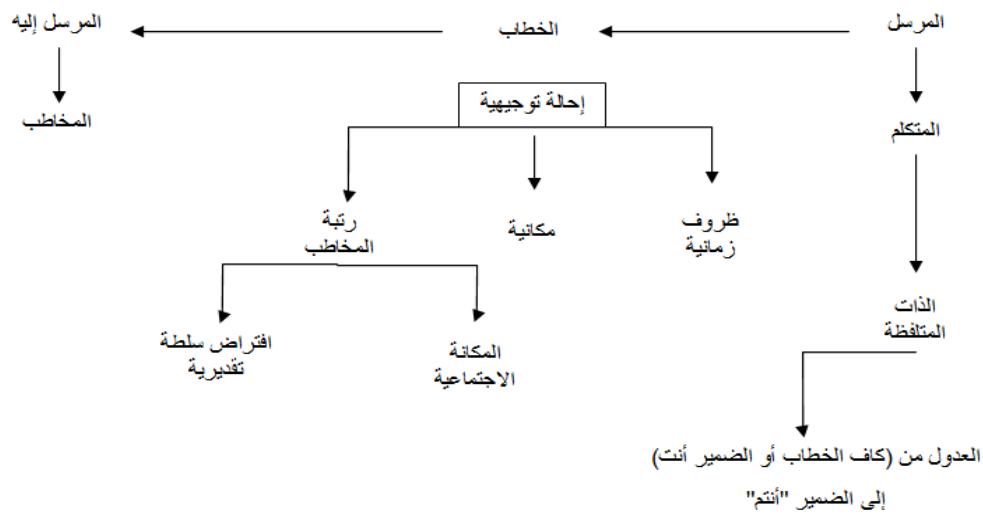 المرسل
الخطاب
المرسل إليه
إحالة توجيهية
المتكلم
المخاطب
ظروف
زمانية
مكانية
رتبة
المخاطب
الذات
المتلفظة
المكانة
الاجتماعية
افتراض سلطة
تقديرية
العدول من (كاف الخطاب أو الضمير أنت)
إلى الضمير "أنتم"